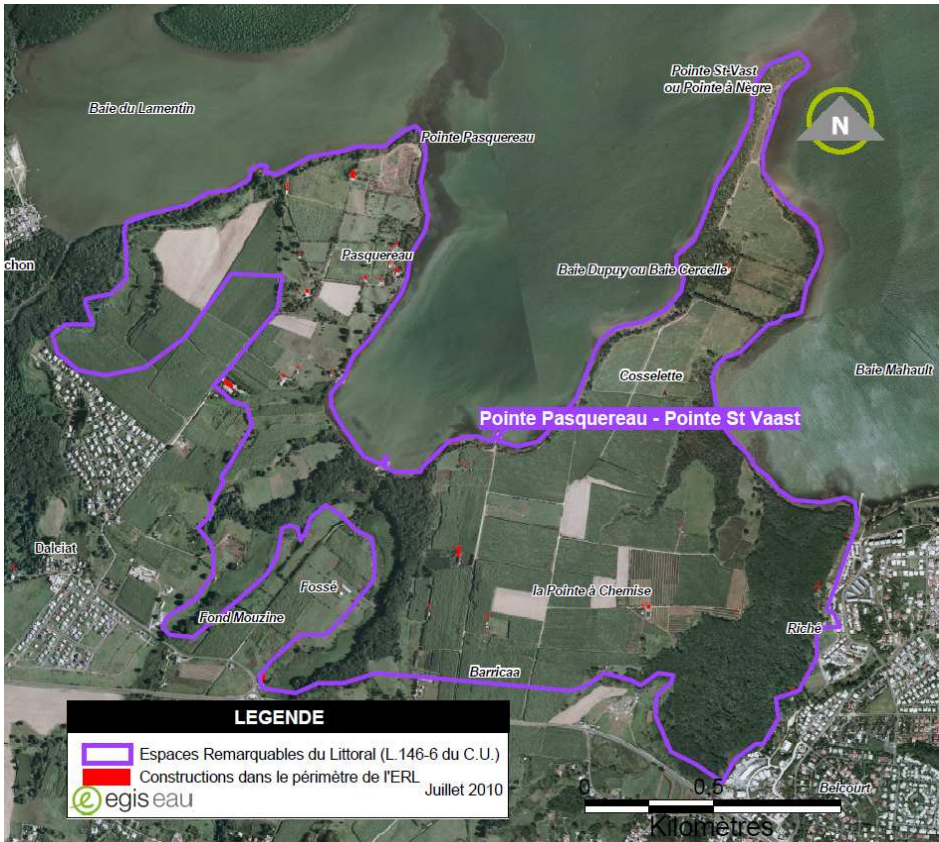 Pointe St-Vast
ou Pointe à Nègre
Baie du Lamentin
N
Pointe Pasquereau
Pasquereau
chon
Baie Dupuy ou Baie Cercelle
Cosselette
Baie Mahault
Pointe Pasquereau - Pointe St Vaast
Dalciat
Fossé
la Pointe à Chemise
Fond Mouzine
Riché
Barricaa
LEGENDE
Espaces Remarquables du Littoral (L.146-6 du C.U.)
Constructions dans le périmètre de l'ERL
Juillet 2010
egis eau
0 0,5
Kilomètres
Belcourt